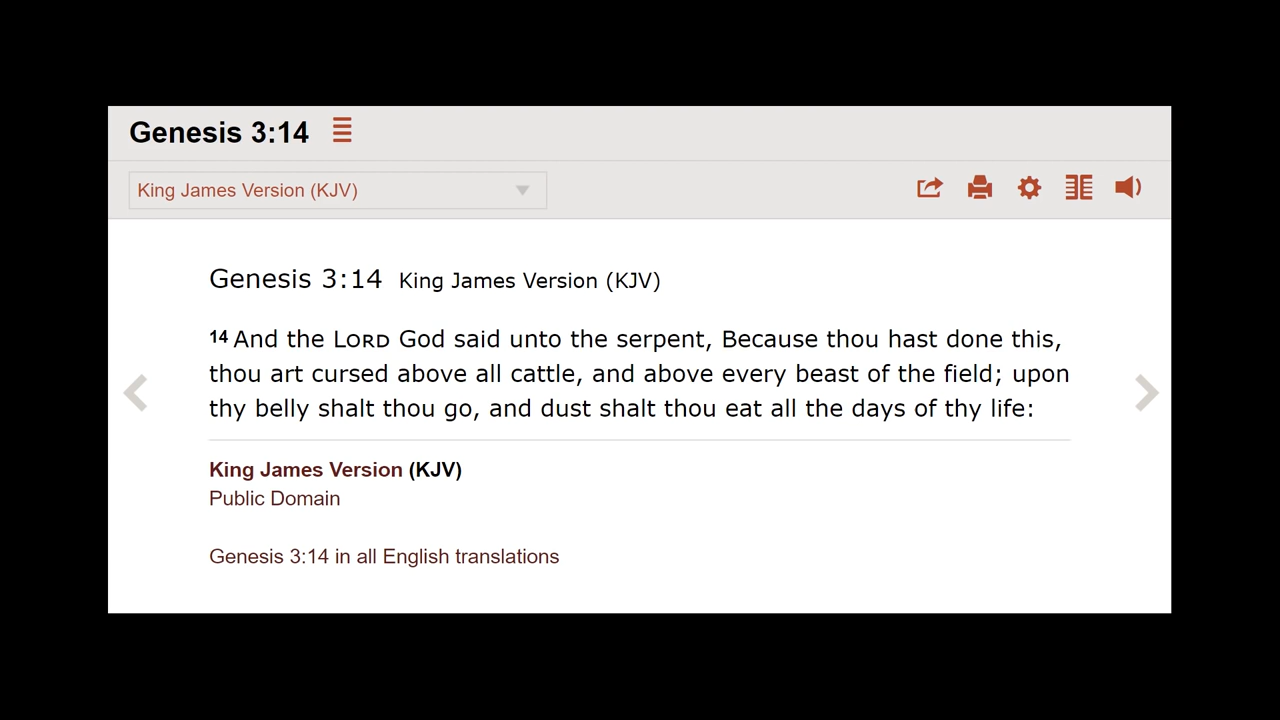 Genesis 3:14
King James Version (KJV)
Genesis 3:14 King James Version (KJV)
14 And the LORD God said unto the serpent, Because thou hast done this,
thou art cursed above all cattle, and above every beast of the field; upon
thy belly shalt thou go, and dust shalt thou eat all the days of thy life:
King James Version (KJV)
Public Domain
Genesis 3:14 in all English translations